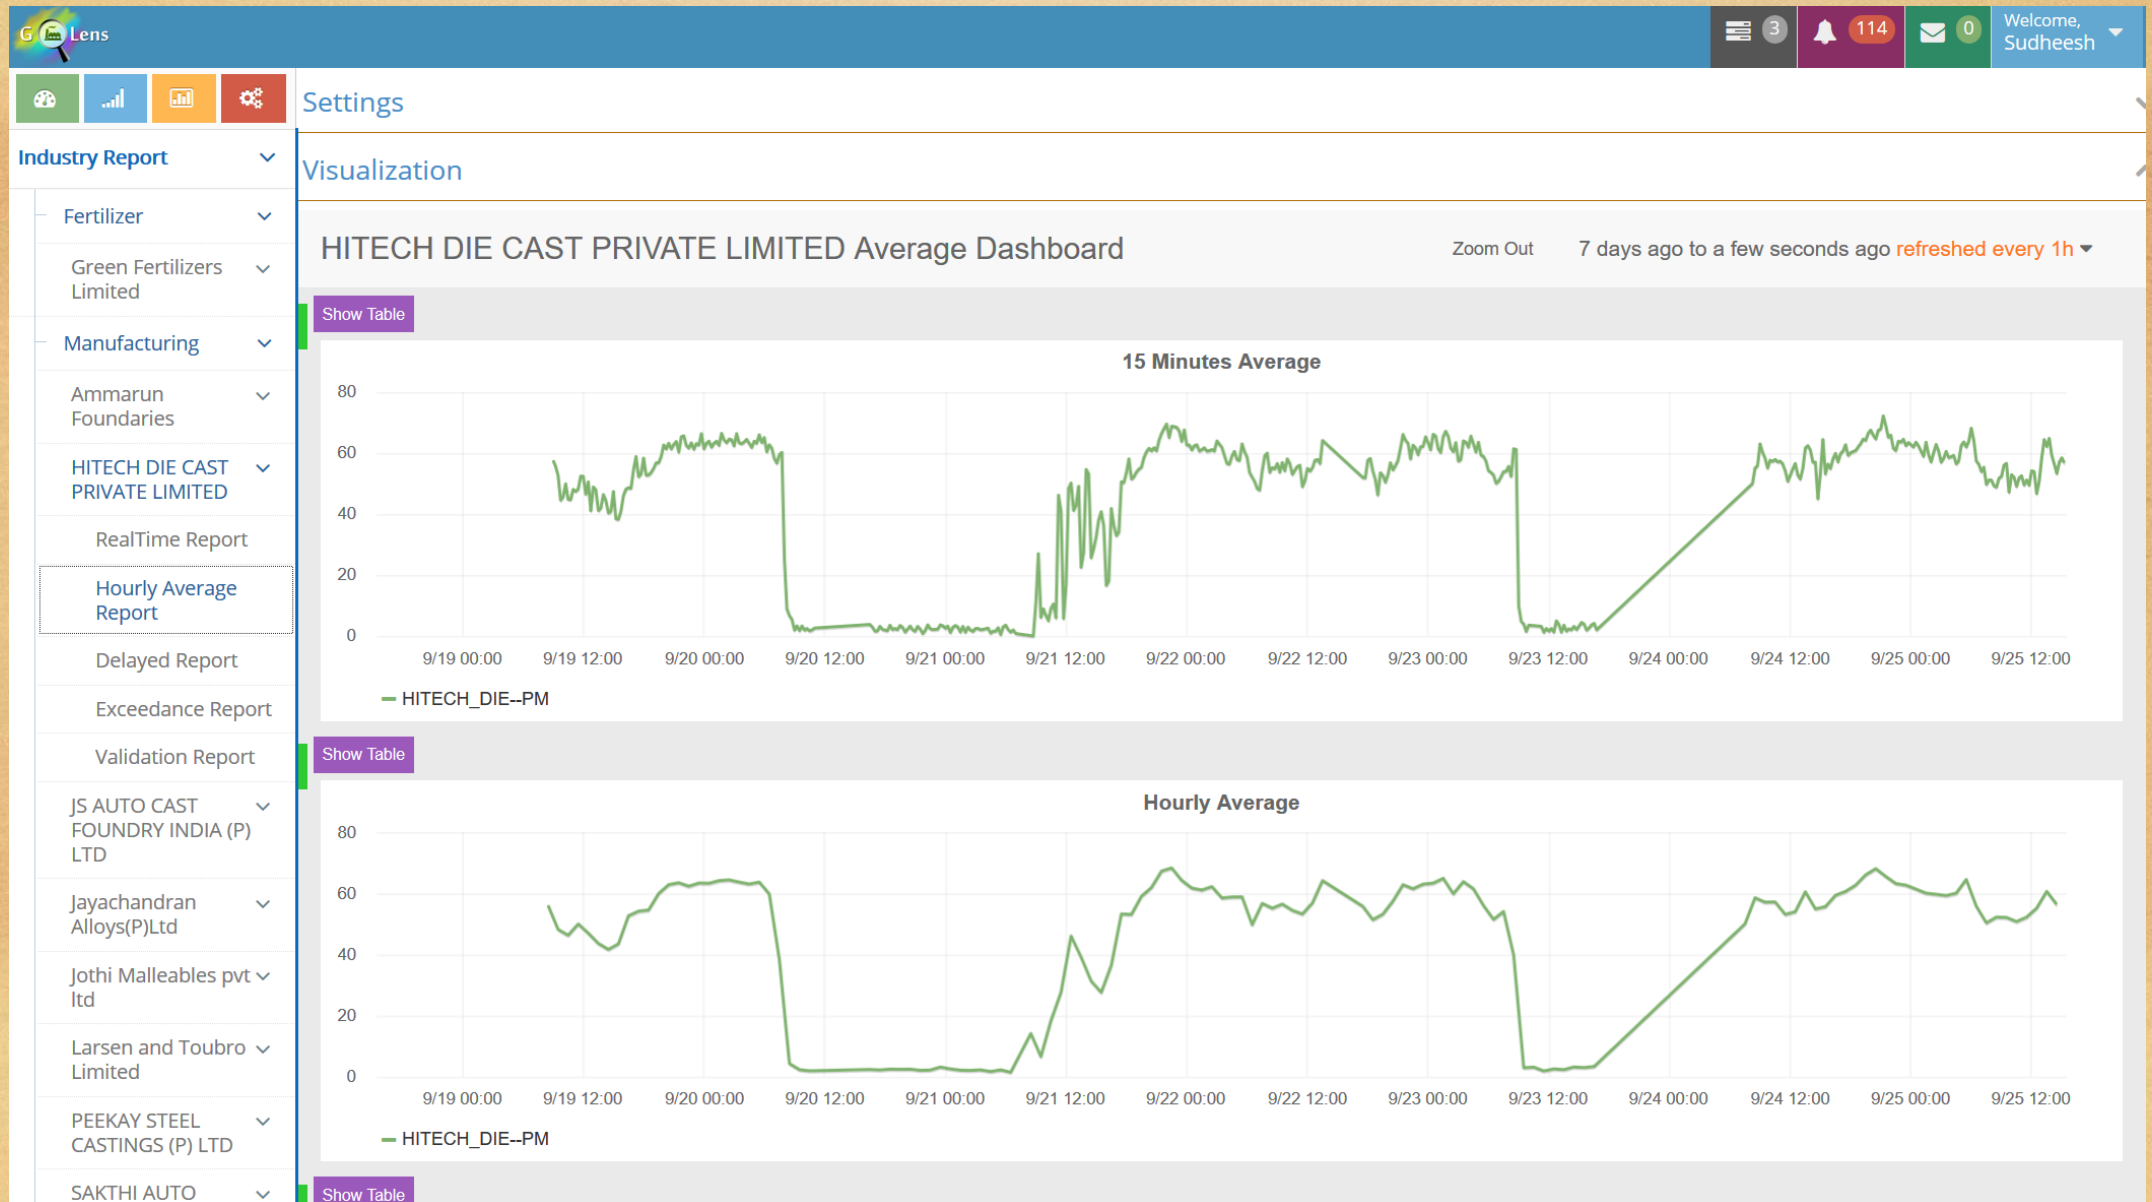 G Lens
3
114
0
Welcome,
Sudheesh
Settings
Visualization
Industry Report
Fertilizer
Green Fertilizers
Limited
Manufacturing
Ammarun
Foundaries
HITECH DIE CAST
PRIVATE LIMITED
RealTime Report
Hourly Average
Report
Delayed Report
Exceedance Report
Validation Report
JS AUTO CAST
FOUNDRY INDIA (P)
LTD
Jayachandran
Alloys(P)Ltd
Jothi Malleables pvt
ltd
Larsen and Toubro
Limited
PEEKAY STEEL
CASTINGS (P) LTD
SAKTHI AUTO
HITECH DIE CAST PRIVATE LIMITED Average Dashboard
Zoom Out
7 days ago to a few seconds ago refreshed every 1h
Show Table
15 Minutes Average
80
60
40
20
0
9/19 00:00 9/19 12:00 9/20 00:00 9/20 12:00 9/21 00:00 9/21 12:00 9/22 00:00 9/22 12:00 9/23 00:00 9/23 12:00 9/24 00:00 9/24 12:00 9/25 00:00 9/25 12:00
HITECH_DIE--PM
Show Table
Hourly Average
80
60
40
20
0
9/19 00:00 9/19 12:00 9/20 00:00 9/20 12:00 9/21 00:00 9/21 12:00 9/22 00:00 9/22 12:00 9/23 00:00 9/23 12:00 9/24 00:00 9/24 12:00 9/25 00:00 9/25 12:00
HITECH_DIE--PM
Show Table